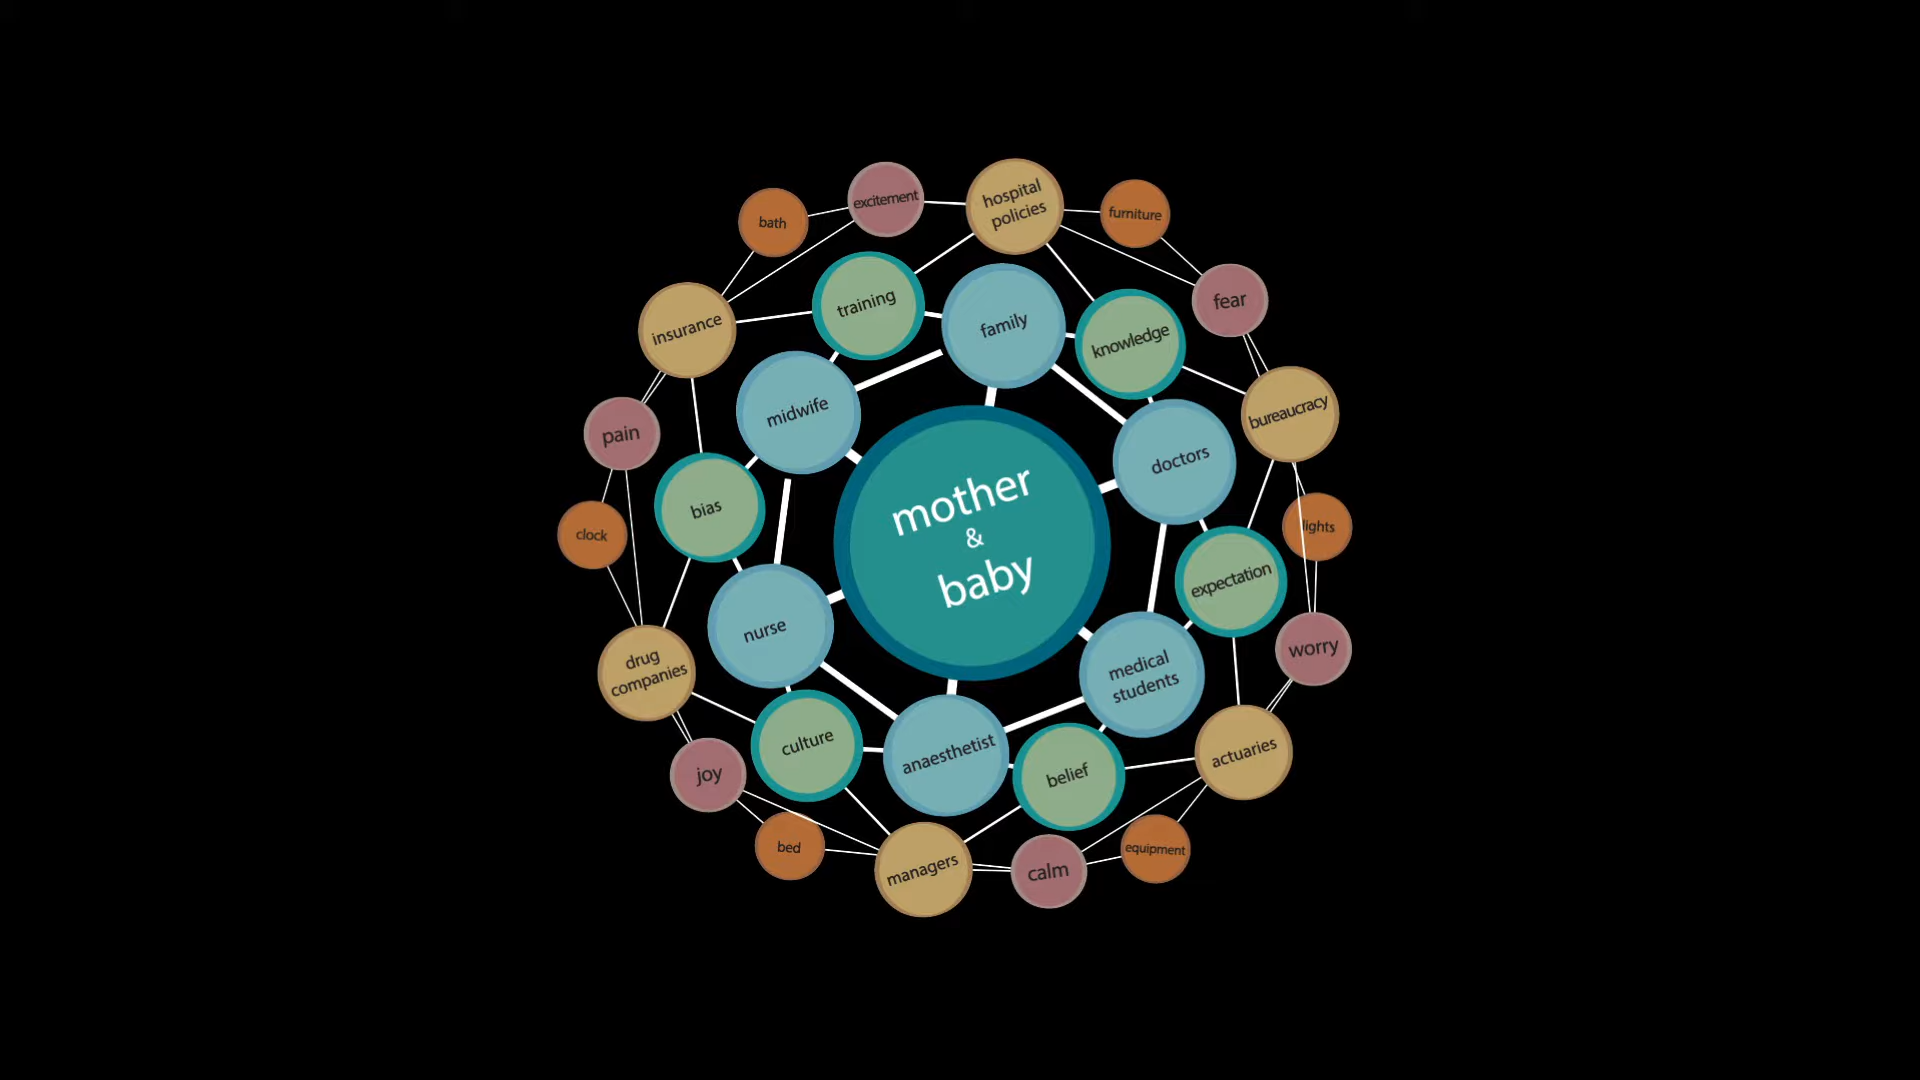 mother
&
baby
family
doctors
medical
students
anaesthetist
nurse
midwife
training
knowledge
expectation
belief
culture
bias
hospital
policies
bureaucracy
actuaries
managers
drug
companies
insurance
excitement
furniture
fear
lights
worry
equipment
calm
bed
joy
clock
pain
bath